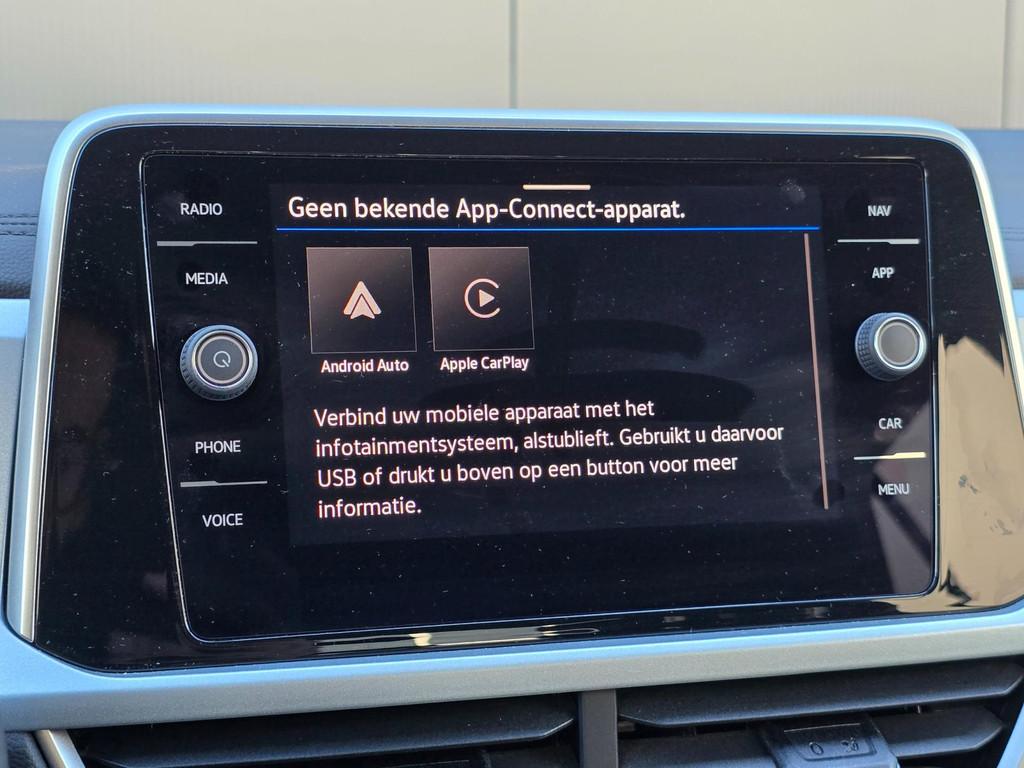 RADIO
MEDIA
PHONE
VOICE
Geen bekende App-Connect-apparat.
Android Auto
Apple CarPlay
Verbind uw mobiele apparaat met het
infotainmentsysteem, alstublieft. Gebruikt u daarvoor
USB of drukt u boven op een button voor meer
informatie.
NAV
APP
CAR
MENU